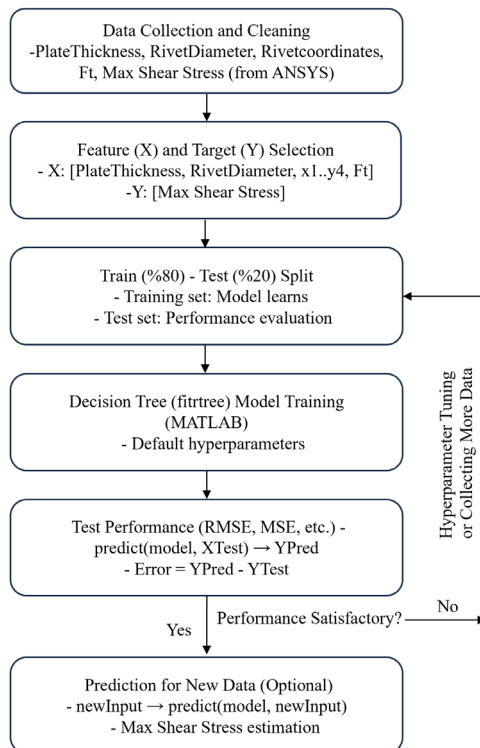 Data Collection and Cleaning
-PlateThickness, RivetDiameter, Rivetcoordinates,
Ft, Max Shear Stress (from ANSYS)
Feature (X) and Target (Y) Selection
- X: [PlateThickness, RivetDiameter, x1..y4, Ft]
-Y: [Max Shear Stress]
Train (%80) - Test (%20) Split
- Training set: Model learns
- Test set: Performance evaluation
Decision Tree (fitrtree) Model Training
(MATLAB)
- Default hyperparameters
Hyperparameter Tuning
or Collecting More Data
Test Performance (RMSE, MSE, etc.) -
predict(model, XTest) → YPred
- Error = YPred - YTest
Performance Satisfactory?
No
Yes
Prediction for New Data (Optional)
- newInput → predict(model, newInput)
- Max Shear Stress estimation